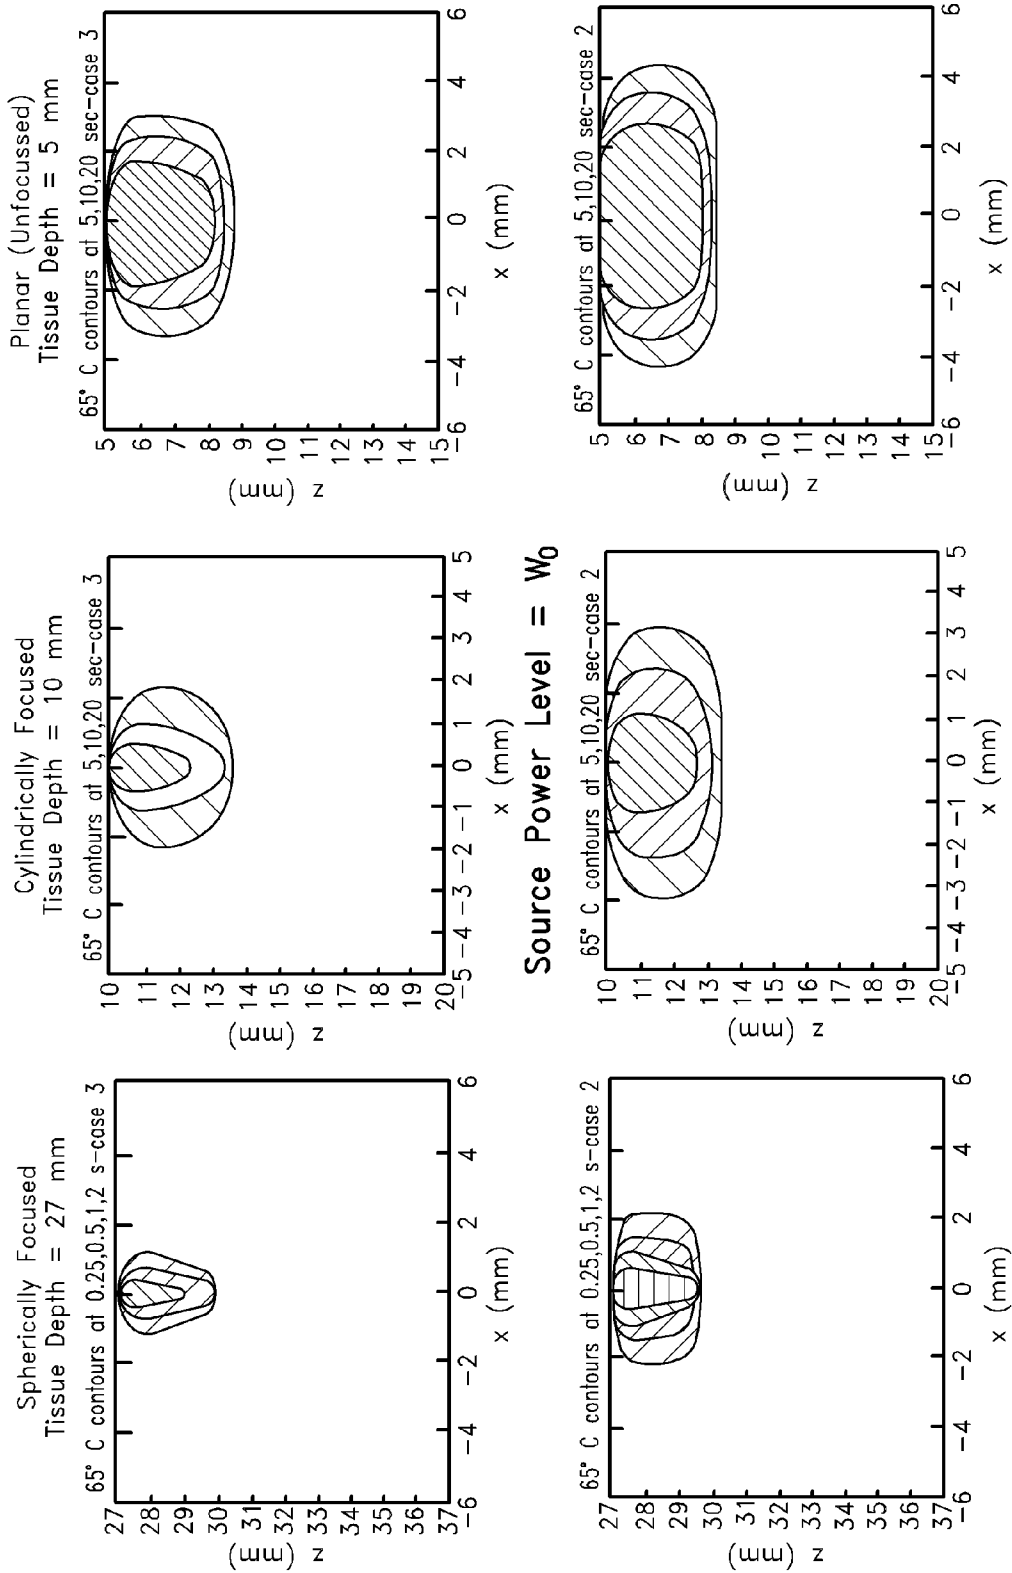 Spherically Focused
Tissue Depth = 27 mm
65° C contours at 0.25,0.5,1,2 s-case 3
27
28
29
30
31
32
33
34
35
36
37
z (mm)
-6 -4 -2 0 2 4 6
x (mm)
Cylindrically Focused
Tissue Depth = 10 mm
65° C contours at 5,10,20 sec-case 3
10
11
12
13
14
15
16
17
18
19
20
z (mm)
-5 -4 -3 -2 -1 0 1 2 3 4 5
x (mm)
Planar (Unfocussed)
Tissue Depth = 5 mm
65° C contours at 5,10,20 sec-case 3
5
6
7
8
9
10
11
12
13
14
15
z (mm)
-6 -4 -2 0 2 4 6
x (mm)
Source Power Level = W0
65° C contours at 0.25,0.5,1,2 s-case 2
27
28
29
30
31
32
33
34
35
36
37
z (mm)
-6 -4 -2 0 2 4 6
x (mm)
65° C contours at 5,10,20 sec-case 2
10
11
12
13
14
15
16
17
18
19
20
z (mm)
-5 -4 -3 -2 -1 0 1 2 3 4 5
x (mm)
65° C contours at 5,10,20 sec-case 2
5
6
7
8
9
10
11
12
13
14
15
z (mm)
-6 -4 -2 0 2 4 6
x (mm)